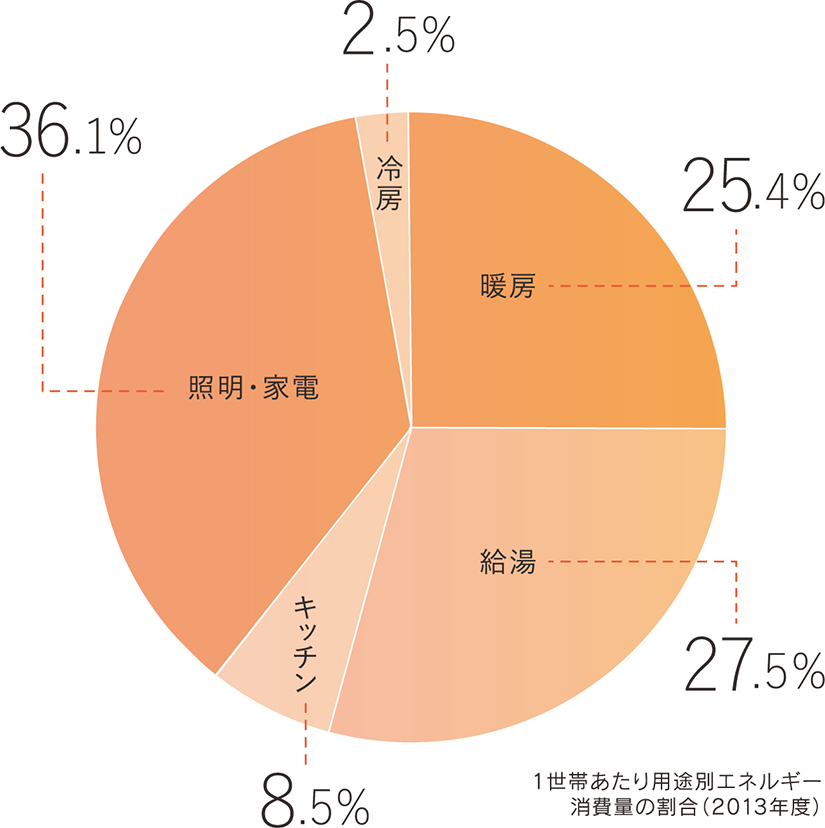 2.5%
冷房
36.1%
照明・家電
25.4%
暖房
給湯
27.5%
キッチン
8.5%
1世帯あたり用途別エネルギー
消費量の割合(2013年度)